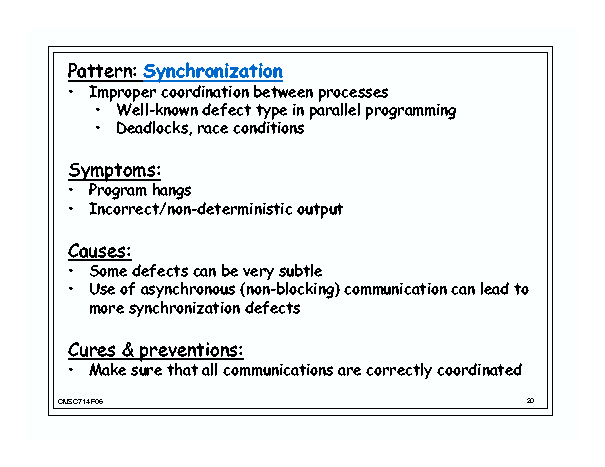 Pattern: Synchronization
• Improper coordination between processes
• Well-known defect type in parallel programming
• Deadlocks, race conditions
Symptoms:
• Program hangs
• Incorrect/non-deterministic output
Causes:
• Some defects can be very subtle
• Use of asynchronous (non-blocking) communication can lead to
more synchronization defects
Cures & preventions:
• Make sure that all communications are correctly coordinated
CMSC714F06
20